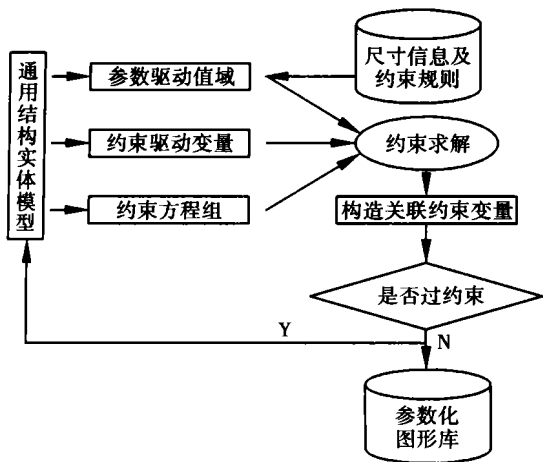 通用结构实体模型
参数驱动值域
尺寸信息及
约束规则
约束驱动变量
约束求解
约束方程组
构造关联约束变量
是否过约束
Y
N
参数化
图形库